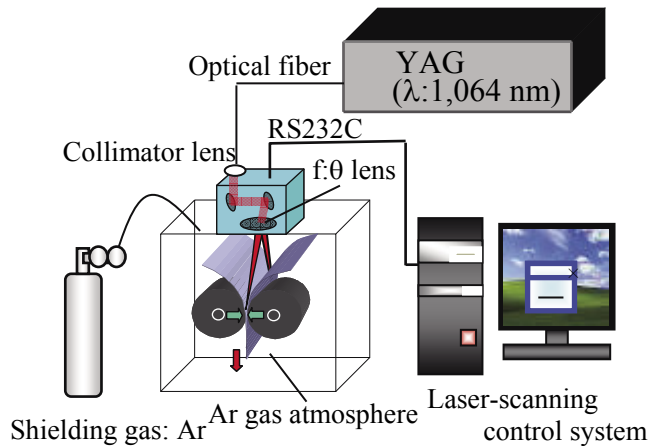 YAG
(λ:1,064 nm)
Optical fiber
RS232C
Collimator lens
f:θ lens
Shielding gas: Ar
Ar gas atmosphere
Laser-scanning
control system